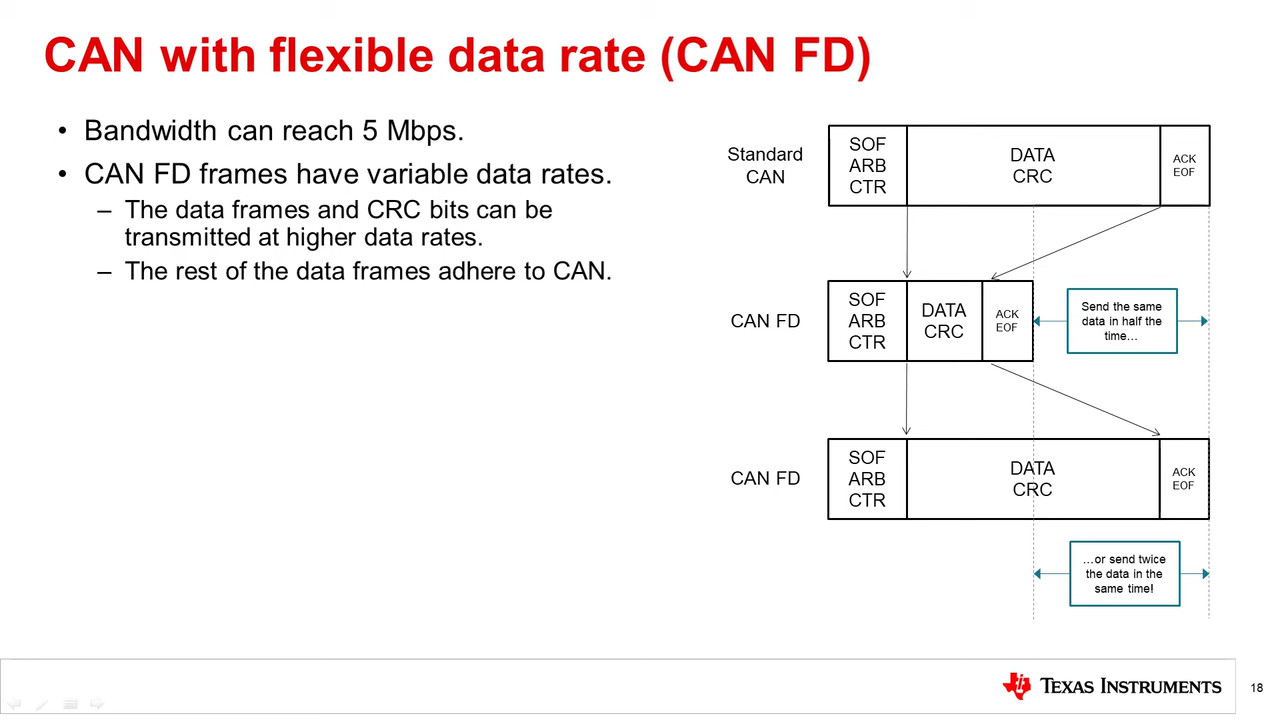 CAN with flexible data rate (CAN FD)
• Bandwidth can reach 5 Mbps.
• CAN FD frames have variable data rates.
– The data frames and CRC bits can be
transmitted at higher data rates.
– The rest of the data frames adhere to CAN.
Standard
CAN
SOF
ARB
CTR
DATA
CRC
ACK
EOF
CAN FD
SOF
ARB
CTR
DATA
CRC
ACK
EOF
Send the same
data in half the
time…
CAN FD
SOF
ARB
CTR
DATA
CRC
ACK
EOF
…or send twice
the data in the
same time!
TEXAS INSTRUMENTS
18